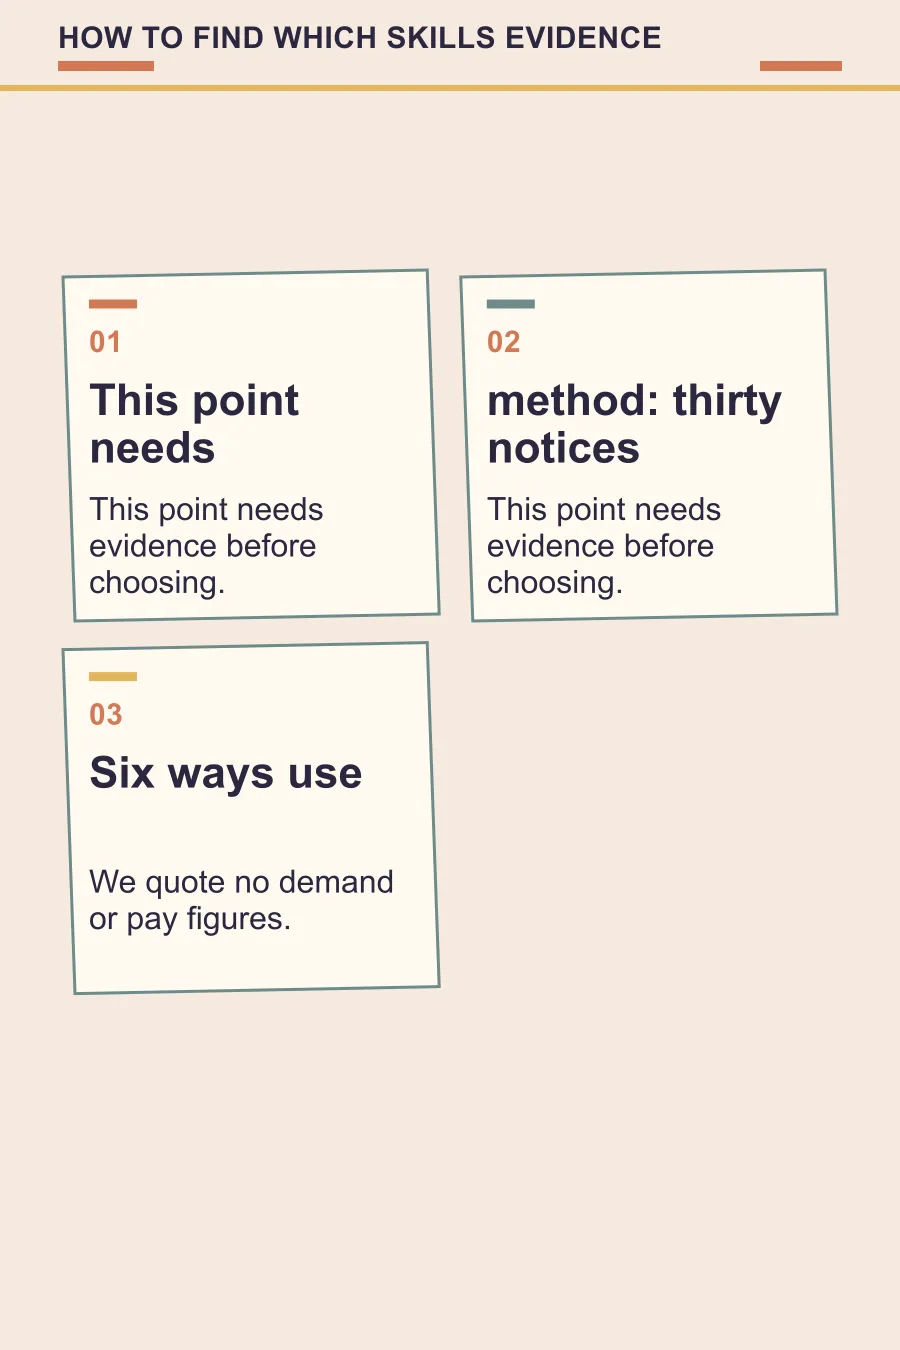 HOW TO FIND WHICH SKILLS EVIDENCE
01
This point
needs
This point needs
evidence before
choosing.
02
method: thirty
notices
This point needs
evidence before
choosing.
03
Six ways use
We quote no demand
or pay figures.